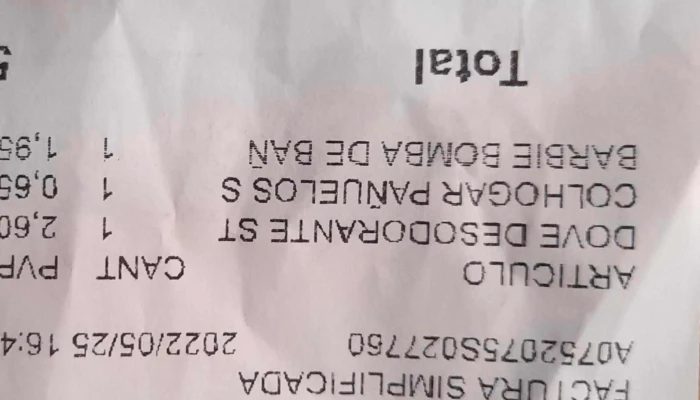 FACTURA SIMPLIFICADA
A0752075S027760 2022/05/25 16:4
ARTICULO CANT PVP
DOVE DESODORANTE ST 1 2,60
COLHOGAR PAÑUELOS S 1 0,65
BARBIE BOMBA DE BAÑ 1 1,95
Total